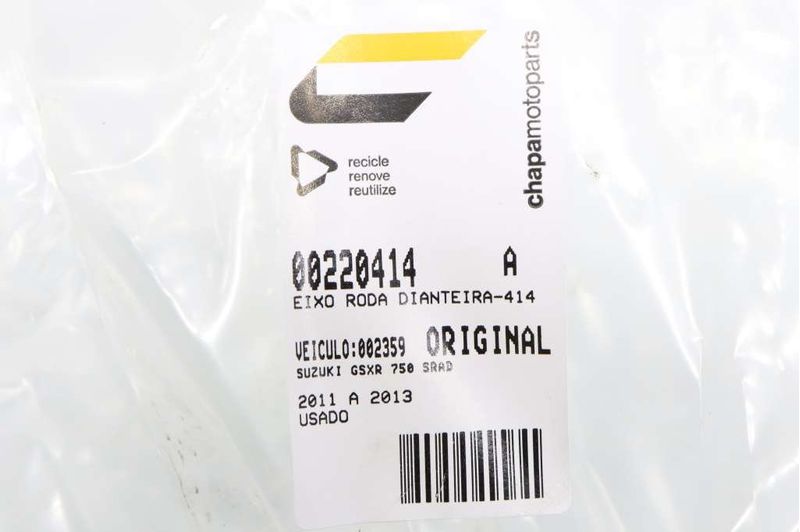 chapamotoparts
recicle
renove
reutilize
00220414 A
EIXO RODA DIANTEIRA-414
VEICULO:002359 ORIGINAL
SUZUKI GSXR 750 SRAD
2011 A 2013
USADO